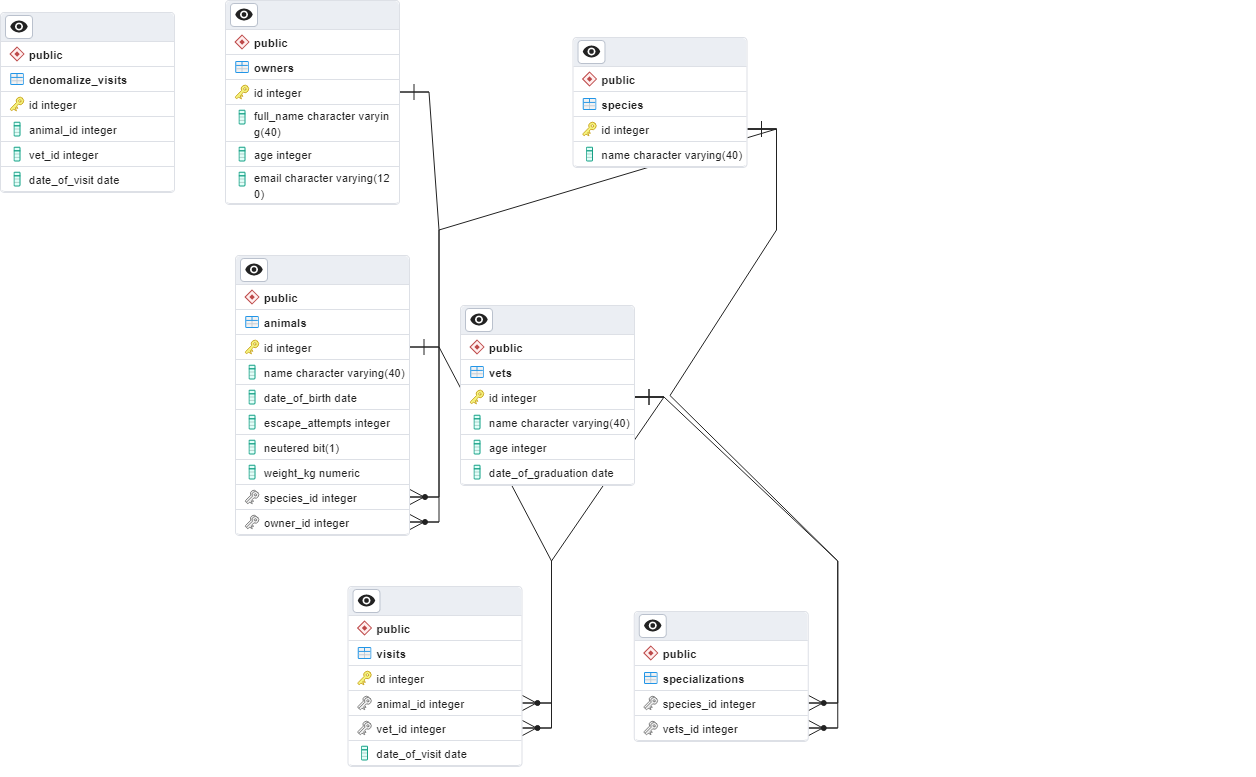 public
denomalize_visits
id integer
animal_id integer
vet_id integer
date_of_visit date
public
owners
id integer
full_name character varyin
g(40)
age integer
email character varying(12
0)
public
species
id integer
name character varying(40)
public
animals
id integer
name character varying(40)
date_of_birth date
escape_attempts integer
neutered bit(1)
weight_kg numeric
species_id integer
owner_id integer
public
vets
id integer
name character varying(40)
age integer
date_of_graduation date
public
visits
id integer
animal_id integer
vet_id integer
date_of_visit date
public
specializations
species_id integer
vets_id integer